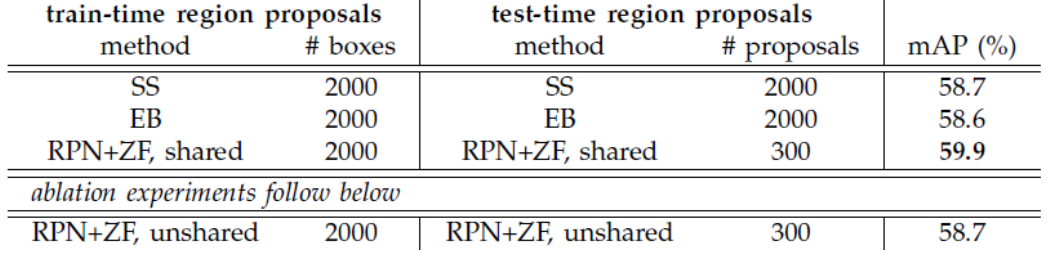 train-time region proposals test-time region proposals
method # boxes method # proposals mAP (%)
SS 2000 SS 2000 58.7
EB 2000 EB 2000 58.6
RPN+ZF, shared 2000 RPN+ZF, shared 300 59.9
ablation experiments follow below
RPN+ZF, unshared 2000 RPN+ZF, unshared 300 58.7